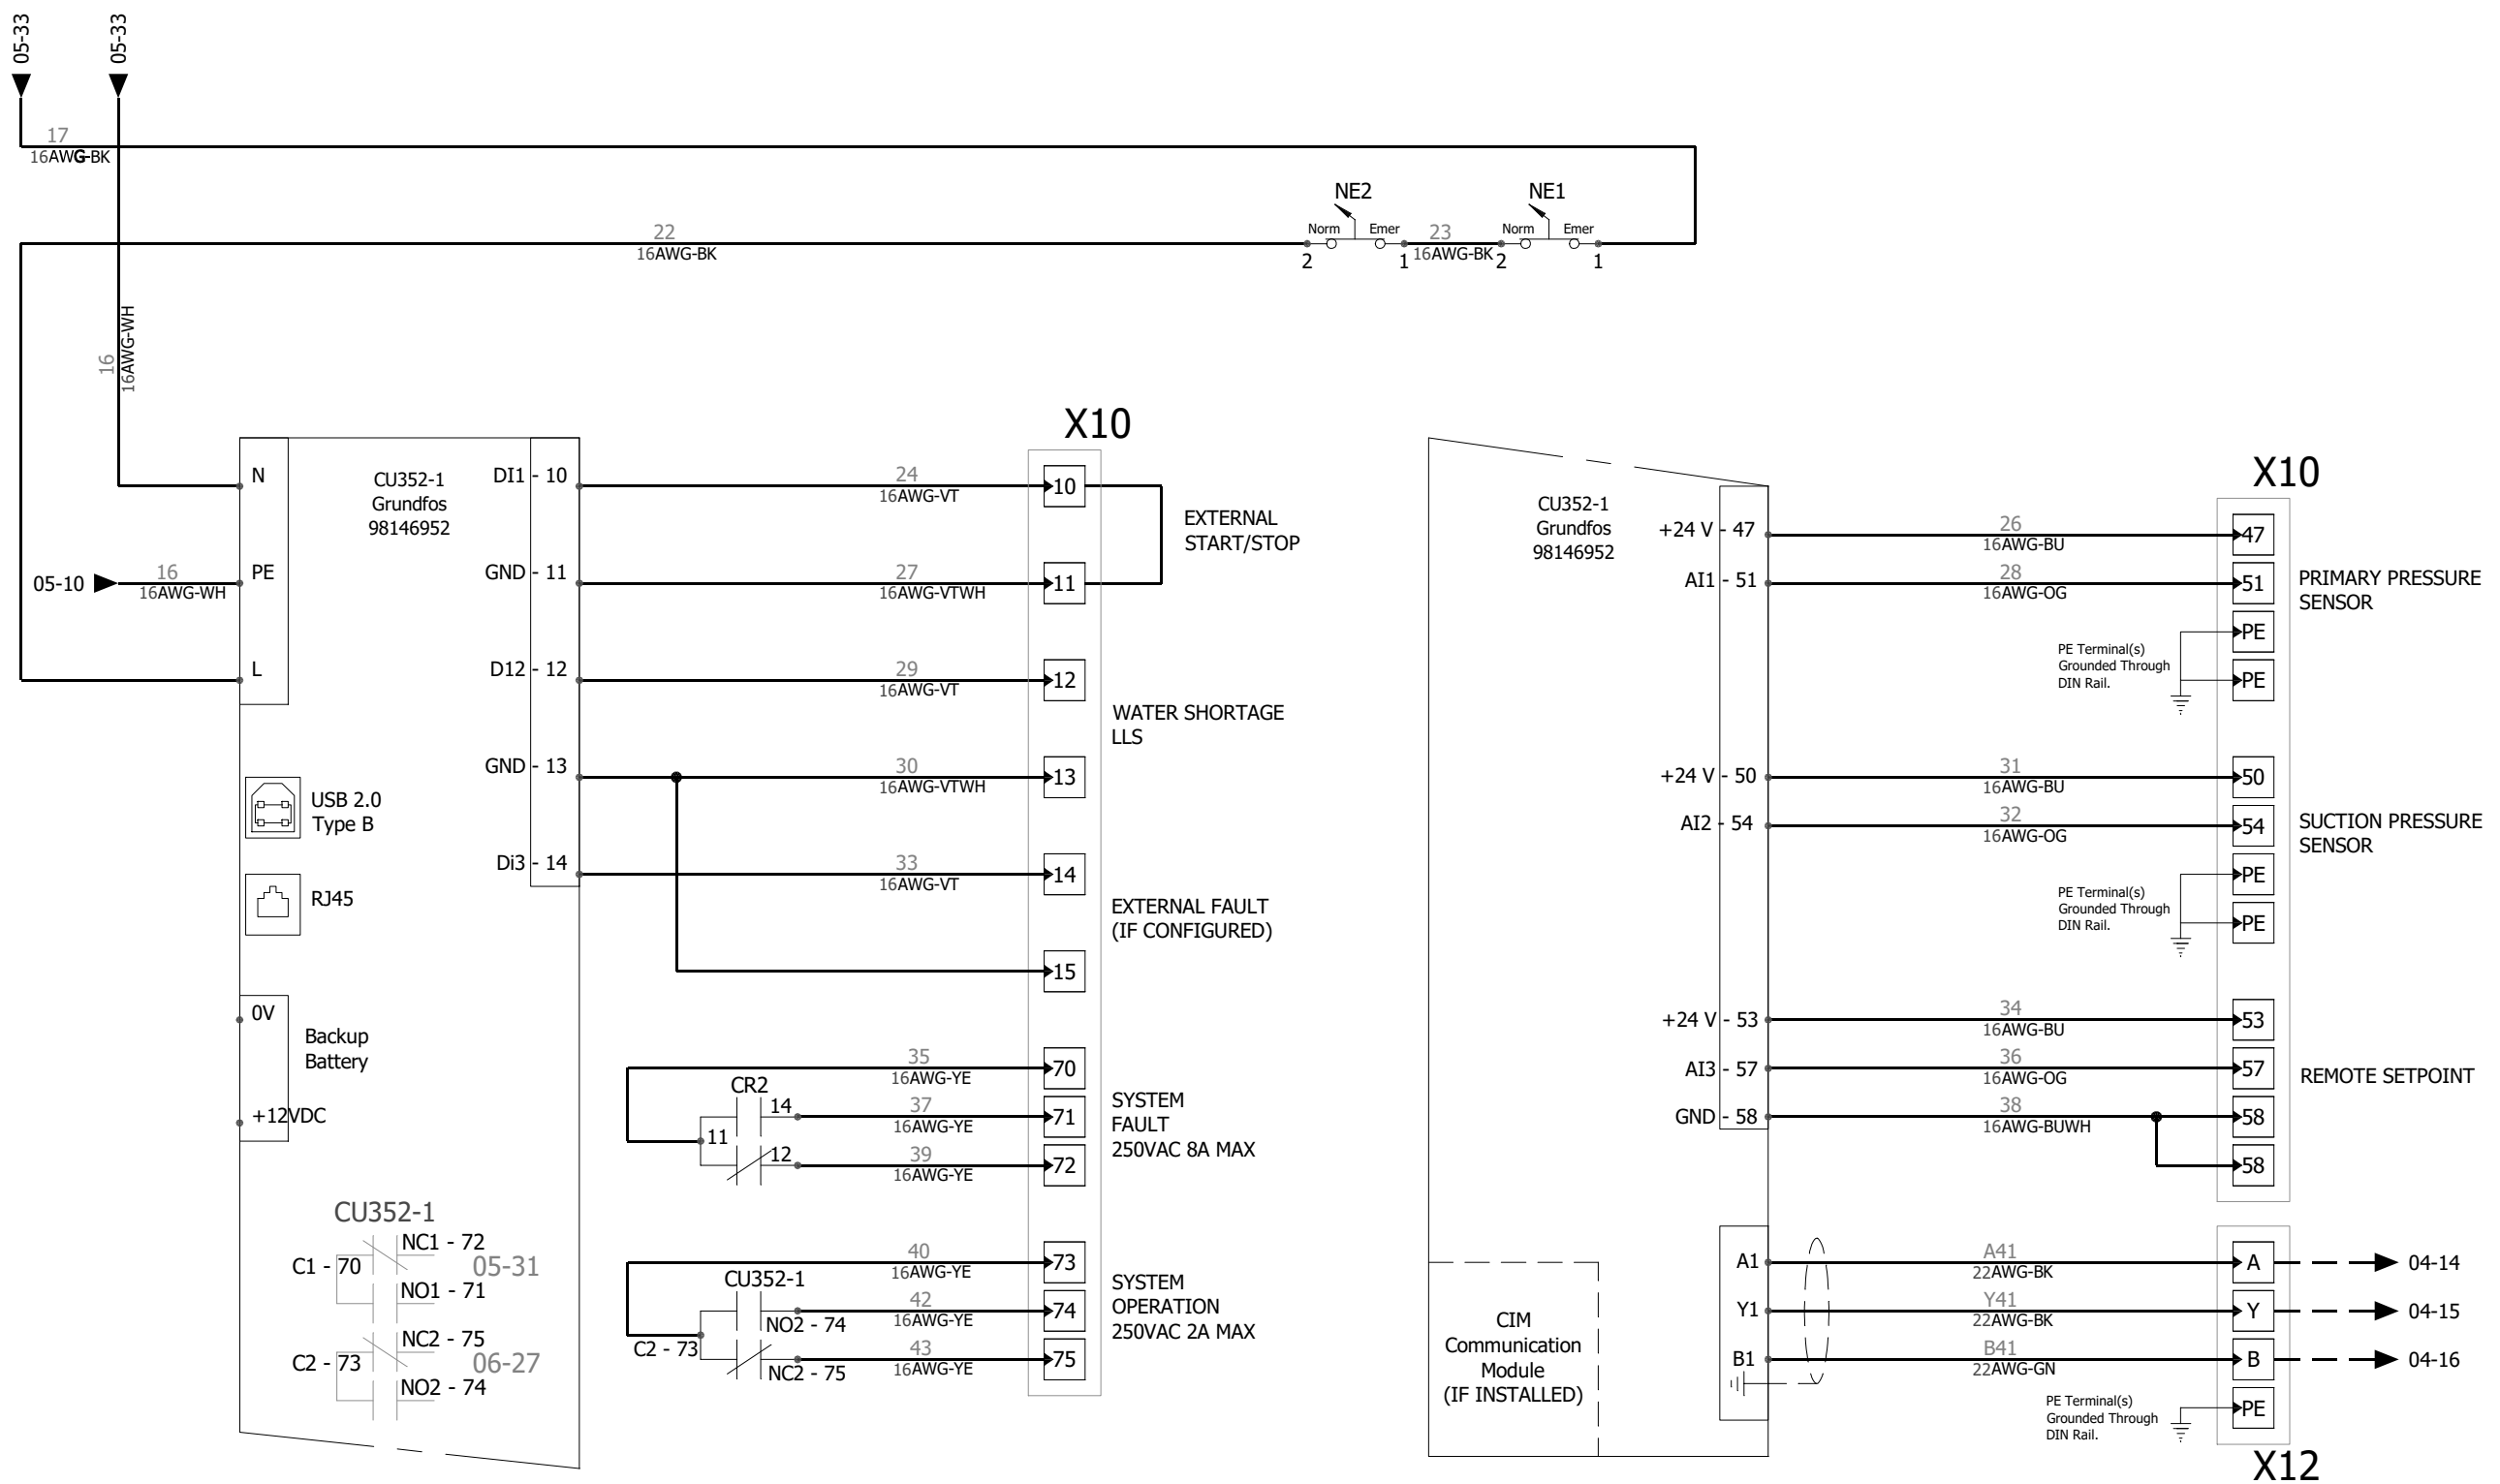 05-33
05-33
17
16AWG-BK
NE2
NE1
Norm
Emer
Norm
Emer
22
16AWG-BK
23
16AWG-BK
2
1
2
1
16
16AWG-WH
X10
N
CU352-1
Grundfos
98146952
DI1 - 10
24
16AWG-VT
10
EXTERNAL
START/STOP
05-10
16
16AWG-WH
PE
GND - 11
27
16AWG-VTWH
11
L
D12 - 12
29
16AWG-VT
12
WATER SHORTAGE
LLS
GND - 13
30
16AWG-VTWH
13
USB 2.0
Type B
Di3 - 14
33
16AWG-VT
14
RJ45
EXTERNAL FAULT
(IF CONFIGURED)
15
0V
Backup
Battery
+12VDC
35
16AWG-YE
70
CR2
14
37
16AWG-YE
71
11
12
39
16AWG-YE
72
SYSTEM
FAULT
250VAC 8A MAX
CU352-1
NC1 - 72
C1 - 70
05-31
NO1 - 71
NC2 - 75
C2 - 73
06-27
NO2 - 74
40
16AWG-YE
73
CU352-1
42
16AWG-YE
74
NO2 - 74
C2 - 73
43
16AWG-YE
75
NC2 - 75
SYSTEM
OPERATION
250VAC 2A MAX
X10
CU352-1
Grundfos
98146952
+24 V - 47
26
16AWG-BU
47
AI1 - 51
28
16AWG-OG
51
PRIMARY PRESSURE
SENSOR
PE
PE
PE Terminal(s)
Grounded Through
DIN Rail.
+24 V - 50
31
16AWG-BU
50
AI2 - 54
32
16AWG-OG
54
SUCTION PRESSURE
SENSOR
PE
PE
PE Terminal(s)
Grounded Through
DIN Rail.
+24 V - 53
34
16AWG-BU
53
AI3 - 57
36
16AWG-OG
57
REMOTE SETPOINT
GND - 58
38
16AWG-BUWH
58
58
CIM
Communication
Module
(IF INSTALLED)
A1
A41
22AWG-BK
A
04-14
Y1
Y41
22AWG-BK
Y
04-15
B1
B41
22AWG-GN
B
04-16
PE
PE Terminal(s)
Grounded Through
DIN Rail.
X12